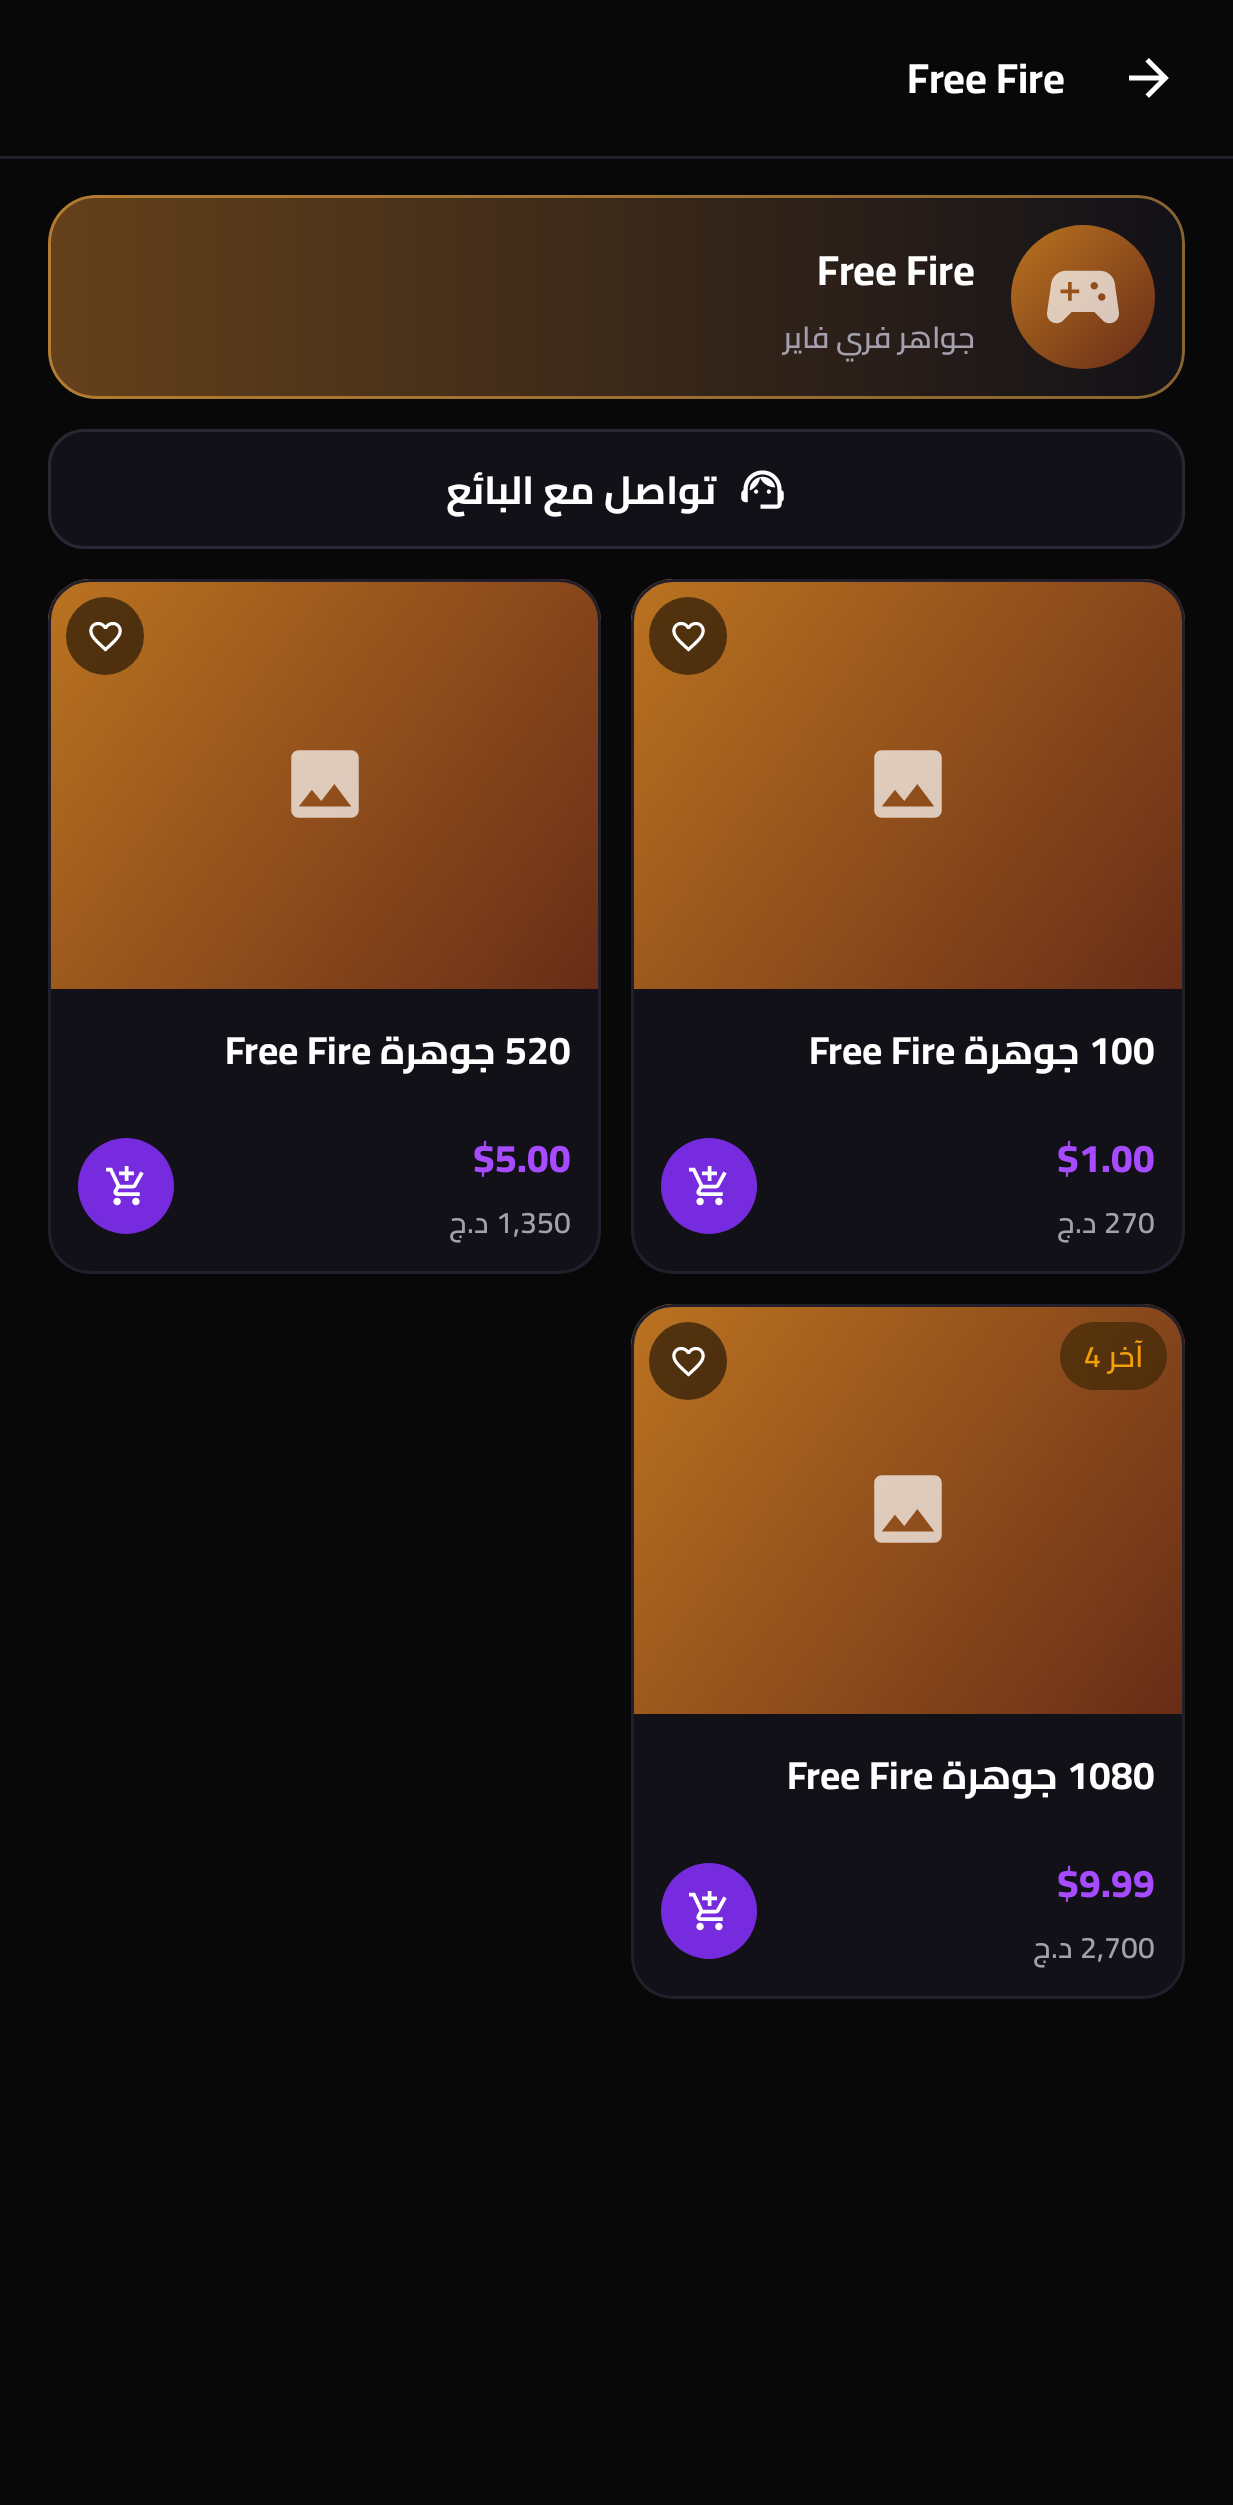 Free Fire
Free Fire
جواهر فري فاير
تواصل مع البائع
100 جوهرة Free Fire
$1.00
270 د.ج
520 جوهرة Free Fire
$5.00
1,350 د.ج
آخر 4
1080 جوهرة Free Fire
$9.99
2,700 د.ج